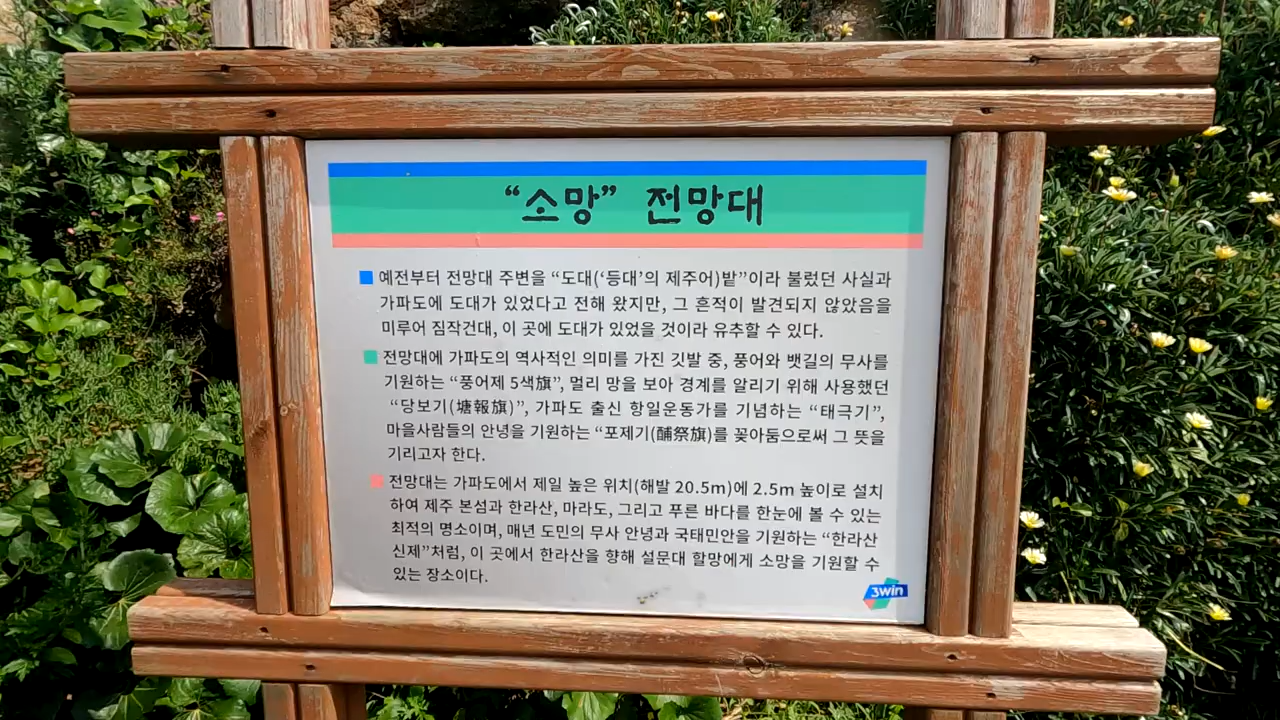 “소망” 전망대
예전부터 전망대 주변을 “도대(‘등대’의 제주어)밭”이라 불렀던 사실과
가파도에 도대가 있었다고 전해 왔지만, 그 흔적이 발견되지 않았음을
미루어 짐작건대, 이 곳에 도대가 있었을 것이라 유추할 수 있다.
전망대에 가파도의 역사적인 의미를 가진 깃발 중, 풍어와 뱃길의 무사를
기원하는 “풍어제 5색旗”, 멀리 망을 보아 경계를 알리기 위해 사용했던
“당보기(塘報旗)”, 가파도 출신 항일운동가를 기념하는 “태극기”,
마을사람들의 안녕을 기원하는 “포제기(酺祭旗)를 꽂아둠으로써 그 뜻을
기리고자 한다.
전망대는 가파도에서 제일 높은 위치(해발 20.5m)에 2.5m 높이로 설치
하여 제주 본섬과 한라산, 마라도, 그리고 푸른 바다를 한눈에 볼 수 있는
최적의 명소이며, 매년 도민의 무사 안녕과 국태민안을 기원하는 “한라산
신제”처럼, 이 곳에서 한라산을 향해 설문대 할망에게 소망을 기원할 수
있는 장소이다.
3win